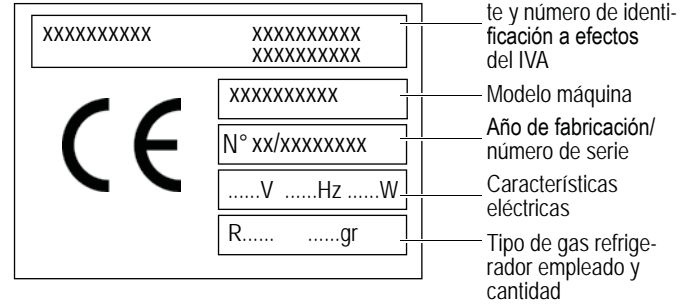 te y número de identi-
ficación a efectos
del IVA
xxxxxxxxxx xxxxxxxxxx
xxxxxxxxxx
xxxxxxxxxx
Modelo máquina
CE
N° xx/xxxxxxxx
Año de fabricación/
número de serie
......V ......Hz ......W
Características
eléctricas
R...... ......gr
Tipo de gas refrige-
rador empleado y
cantidad